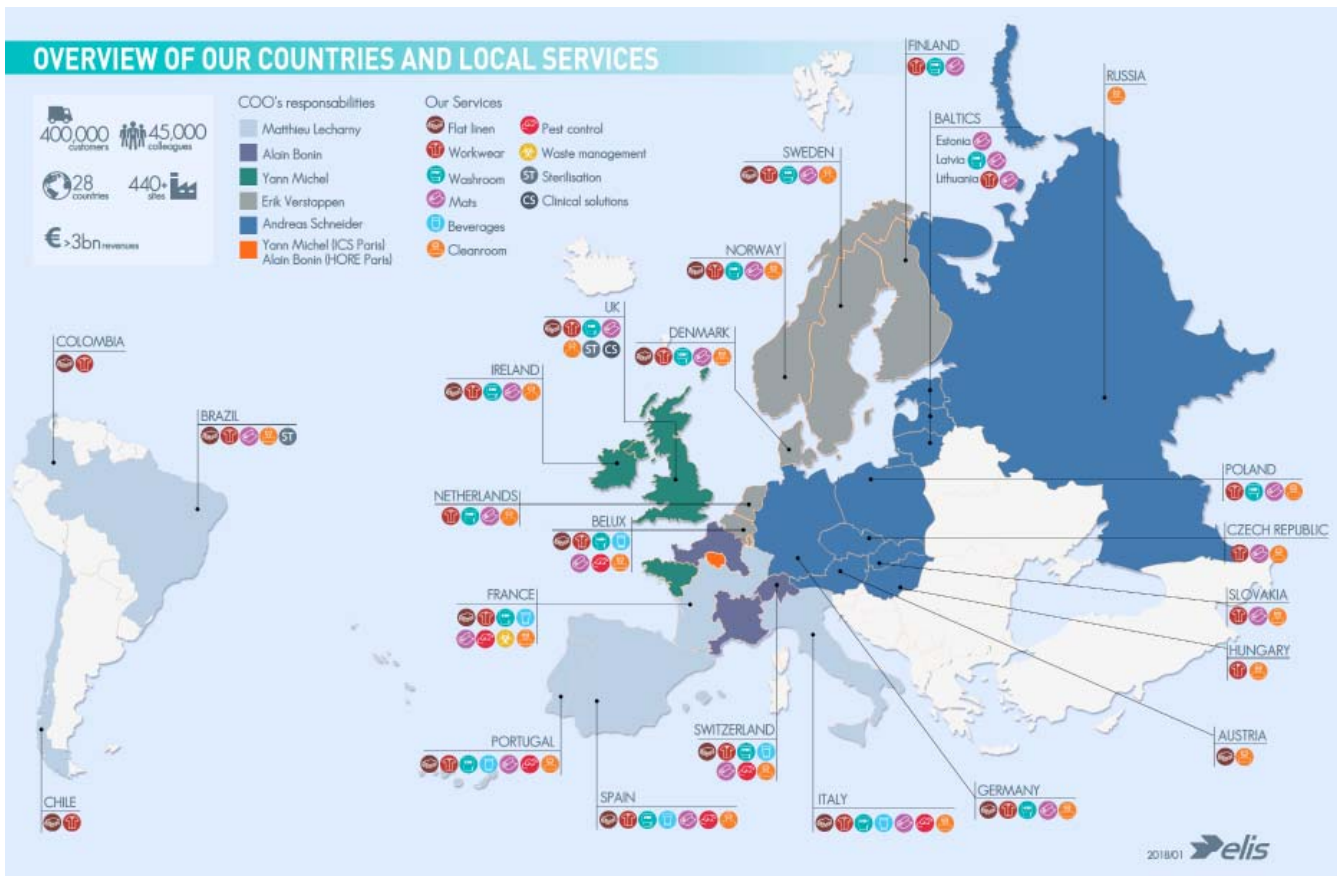 OVERVIEW OF OUR COUNTRIES AND LOCAL SERVICES
400,000
customers
45,000
colleagues
28
countries
440+
sites
€ >3bn revenues
COO's responsabilities
Matthieu Lecharny
Alain Bonin
Yann Michel
Erik Verstappen
Andreas Schneider
Yann Michel (ICS Paris)
Alain Bonin (HORE Paris)
Our Services
Flat linen
Workwear
Washroom
Mats
Beverages
Cleanroom
Pest control
Waste management
ST Sterilisation
CS Clinical solutions
FINLAND
RUSSIA
BALTICS
Estonia
Latvia
Lithuania
SWEDEN
NORWAY
UK
ST CS
DENMARK
IRELAND
COLOMBIA
BRAZIL
ST
NETHERLANDS
BELUX
FRANCE
POLAND
CZECH REPUBLIC
SLOVAKIA
HUNGARY
AUSTRIA
SWITZERLAND
PORTUGAL
SPAIN
ITALY
GERMANY
CHILE
2018/01 elis